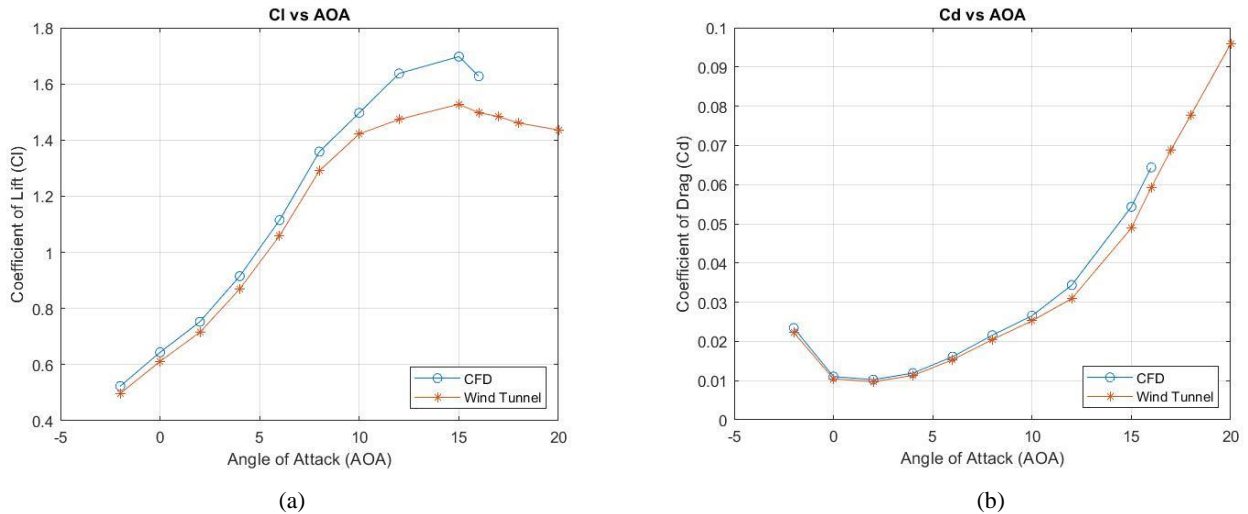 Cl vs AOA
1.8
1.6
1.4
1.2
1
0.8
0.6
0.4
-5
0
5
10
15
20
Coefficient of Lift (Cl)
Angle of Attack (AOA)
CFD
Wind Tunnel
(a)
Cd vs AOA
0.1
0.09
0.08
0.07
0.06
0.05
0.04
0.03
0.02
0.01
0
-5
0
5
10
15
20
Coefficient of Drag (Cd)
Angle of Attack (AOA)
CFD
Wind Tunnel
(b)